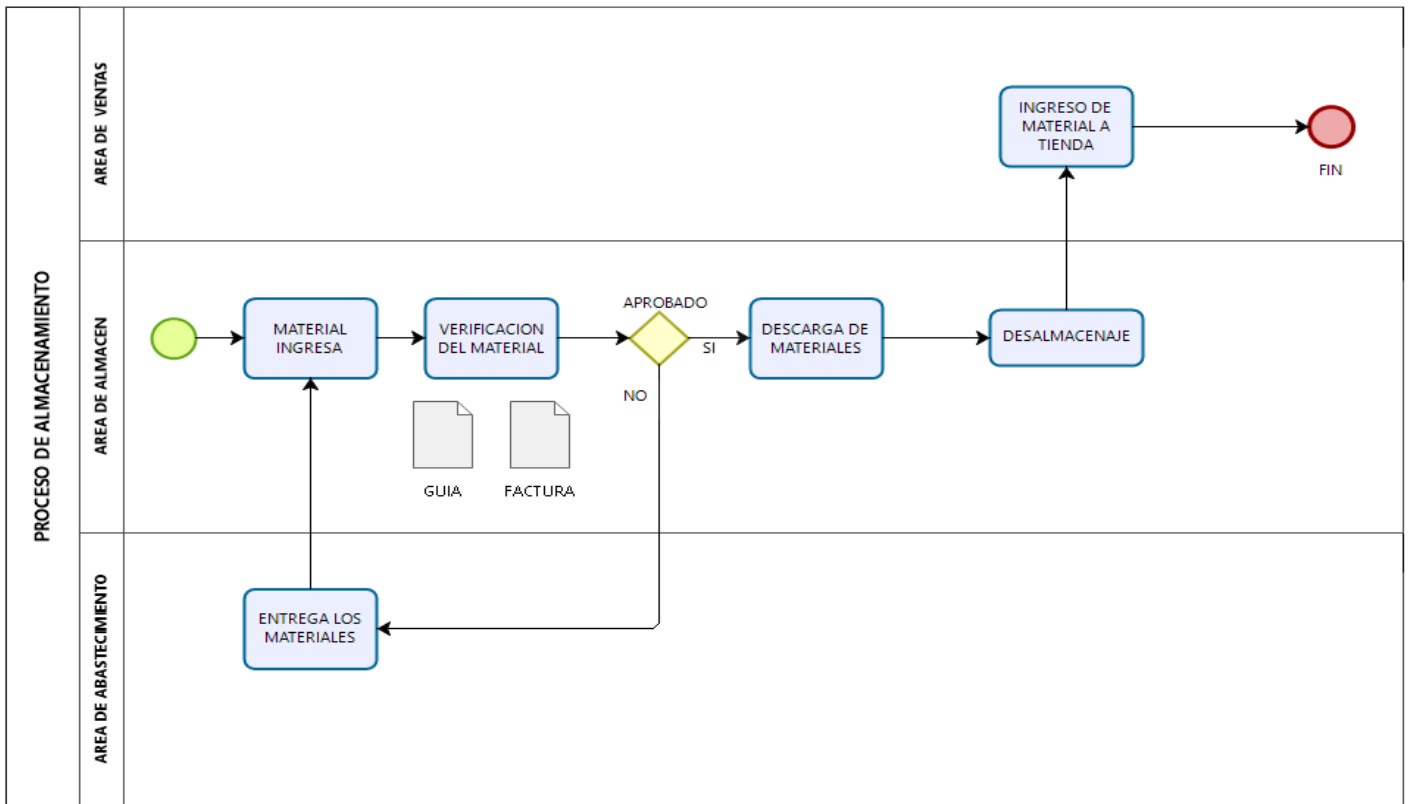 PROCESO DE ALMACENAMIENTO
AREA DE VENTAS
INGRESO DE
MATERIAL A
TIENDA
FIN
AREA DE ALMACEN
MATERIAL
INGRESA
VERIFICACION
DEL MATERIAL
GUIA
FACTURA
APROBADO
SI
NO
DESCARGA DE
MATERIALES
DESALMACENAJE
AREA DE ABASTECIMIENTO
ENTREGA LOS
MATERIALES